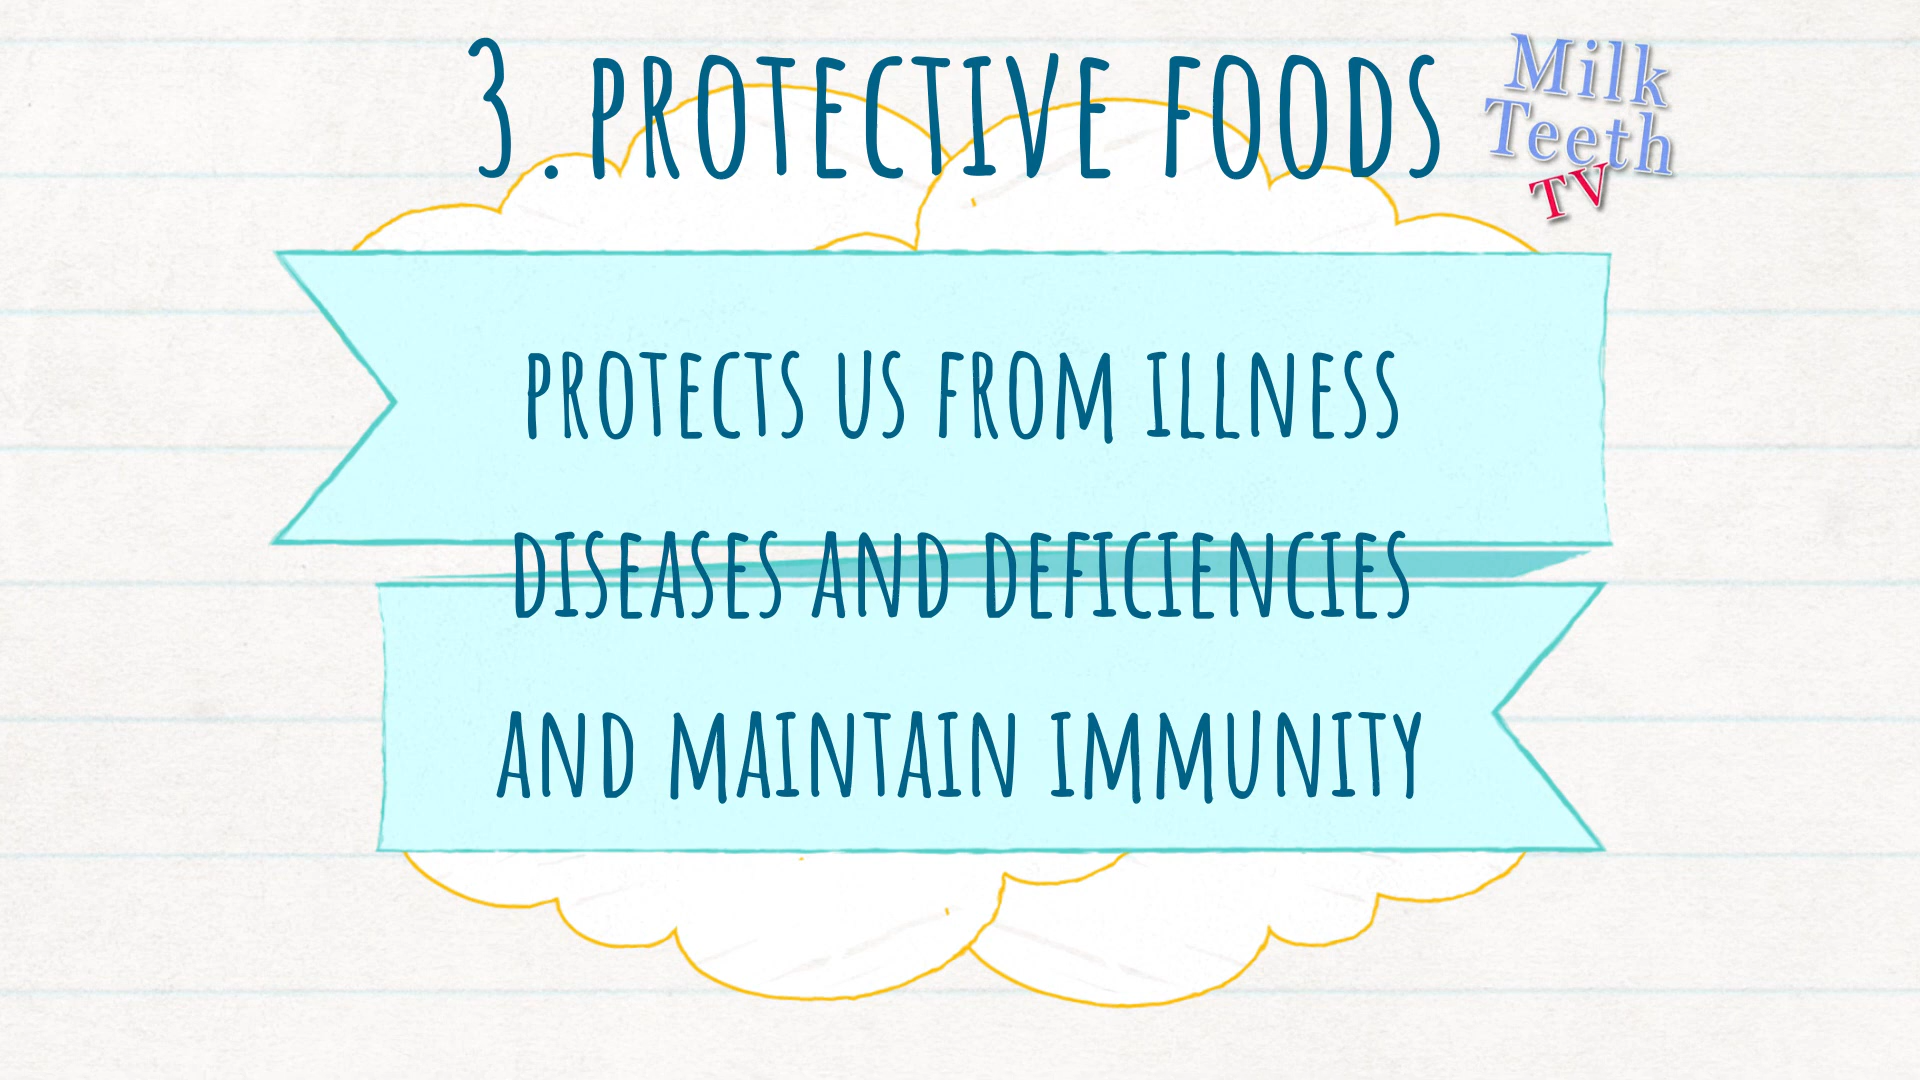 3. PROTECTIVE FOODS
Milk
Teeth
TV
PROTECTS US FROM ILLNESS
DISEASES AND DEFICIENCIES
AND MAINTAIN IMMUNITY